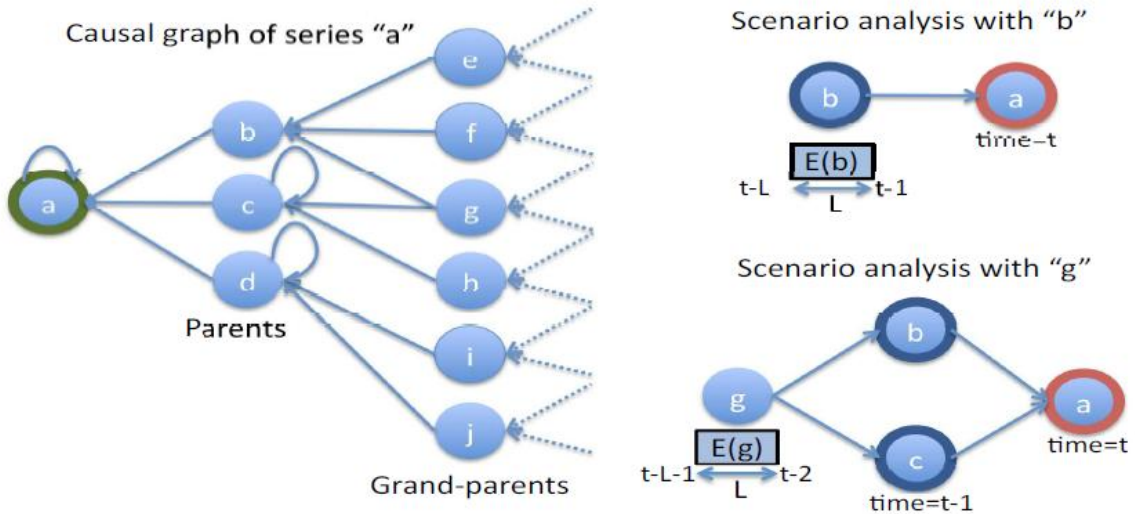 Causal graph of series “a”
e
b
f
a
c
g
d
h
Parents
i
j
Grand-parents
Scenario analysis with “b”
b
a
time=t
E(b)
t-L
t-1
L
Scenario analysis with “g”
b
g
a
E(g)
time=t
t-L-1
t-2
L
c
time=t-1